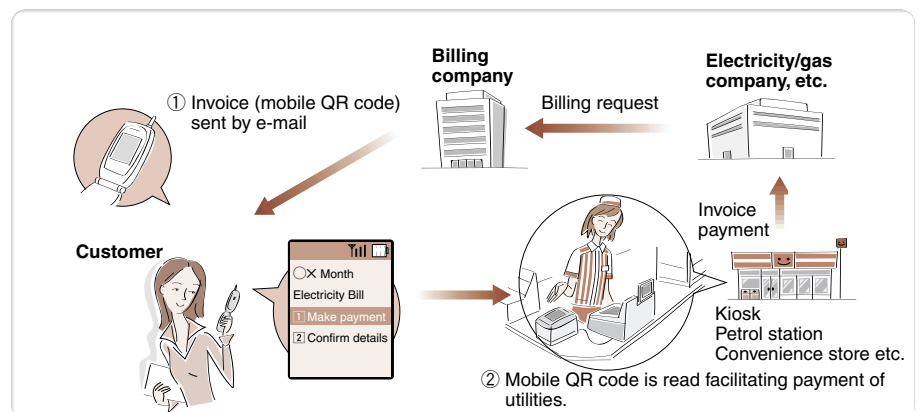 Billing
company
Electricity/gas
company, etc.
① Invoice (mobile QR code)
sent by e-mail
Billing request
Invoice
payment
Customer
○× Month
Electricity Bill
1 Make payment
2 Confirm details
Kiosk
Petrol station
Convenience store etc.
② Mobile QR code is read facilitating payment of
utilities.